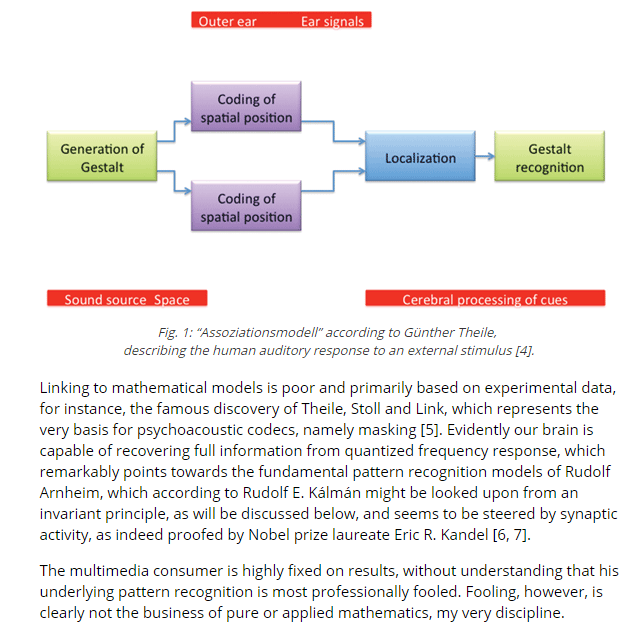 Outer ear Ear signals
Coding of
spatial position
Generation of
Gestalt
Localization
Gestalt
recognition
Coding of
spatial position
Sound source Space
Cerebral processing of cues
Fig. 1: “Assoziationsmodell” according to Günther Theile,
describing the human auditory response to an external stimulus [4].
Linking to mathematical models is poor and primarily based on experimental data,
for instance, the famous discovery of Theile, Stoll and Link, which represents the
very basis for psychoacoustic codecs, namely masking [5]. Evidently our brain is
capable of recovering full information from quantized frequency response, which
remarkably points towards the fundamental pattern recognition models of Rudolf
Arnheim, which according to Rudolf E. Kálmán might be looked upon from an
invariant principle, as will be discussed below, and seems to be steered by synaptic
activity, as indeed proofed by Nobel prize laureate Eric R. Kandel [6, 7].
The multimedia consumer is highly fixed on results, without understanding that his
underlying pattern recognition is most professionally fooled. Fooling, however, is
clearly not the business of pure or applied mathematics, my very discipline.